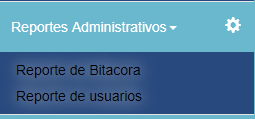 Reportes Administrativos
Reporte de Bitacora
Reporte de usuarios